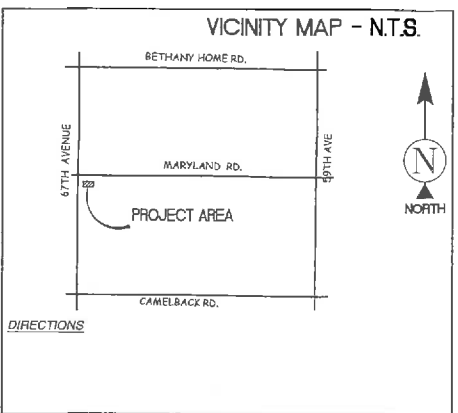 VICINITY MAP - N.T.S.
BETHANY HOME RD.
67TH AVENUE
59TH AVE
MARYLAND RD.
N
NORTH
PROJECT AREA
CAMELBACK RD.
DIRECTIONS